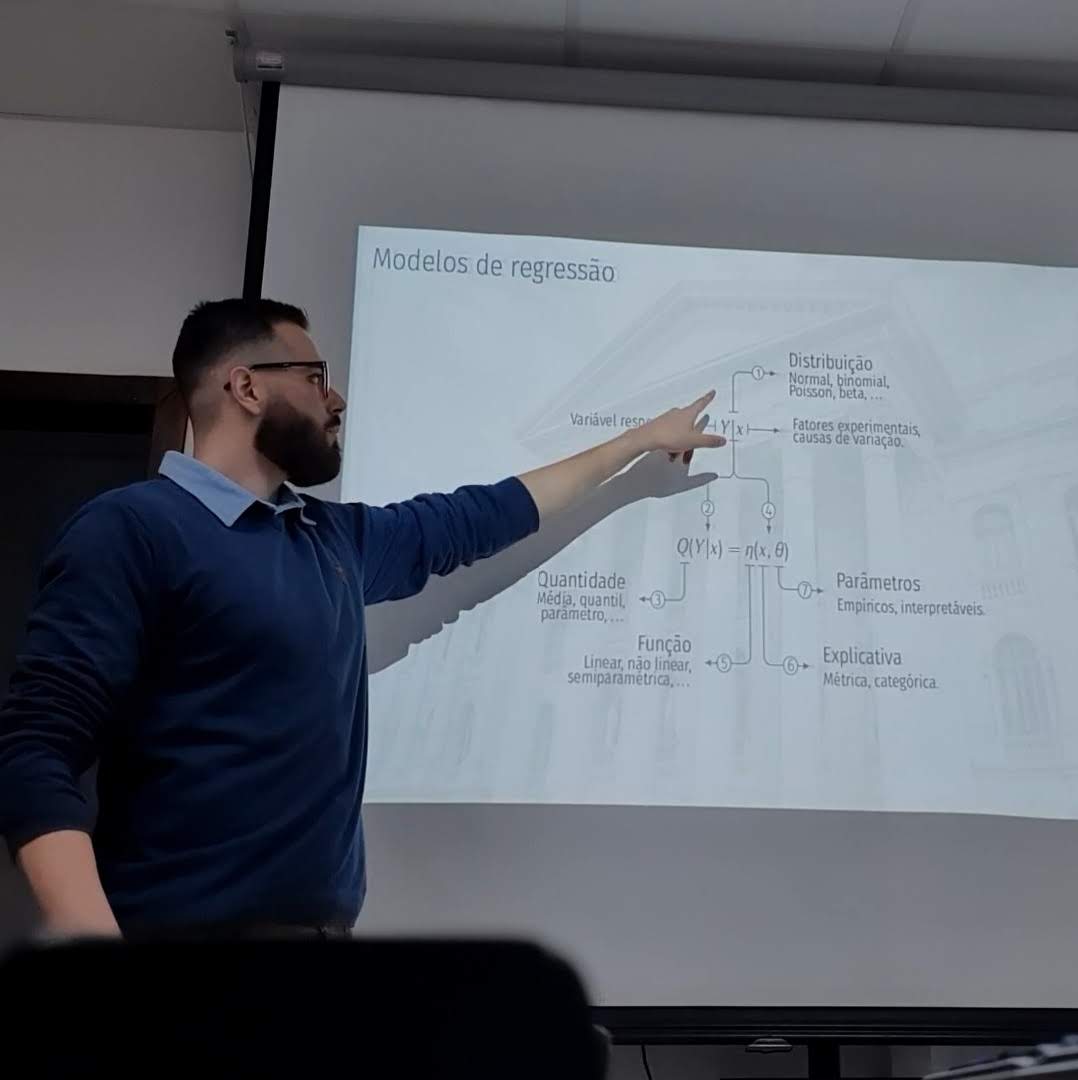 Modelos de regressão
① Distribuição
Normal, binomial,
Poisson, beta, ...
Variável
Y|x
Fatores experimentais,
causas de variação.
②
④
Q(Y|x) = η(x, θ)
Quantidade
Média, quantil,
parâmetro, ...
③
⑦
Parâmetros
Empíricos, interpretáveis.
Função
Linear, não linear,
semiparamétrica, ...
⑤
⑥
Explicativa
Métrica, categórica.